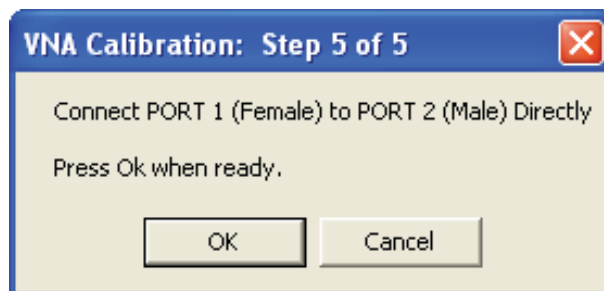 VNA Calibration: Step 5 of 5
Connect PORT 1 (Female) to PORT 2 (Male) Directly
Press Ok when ready.
OK
Cancel